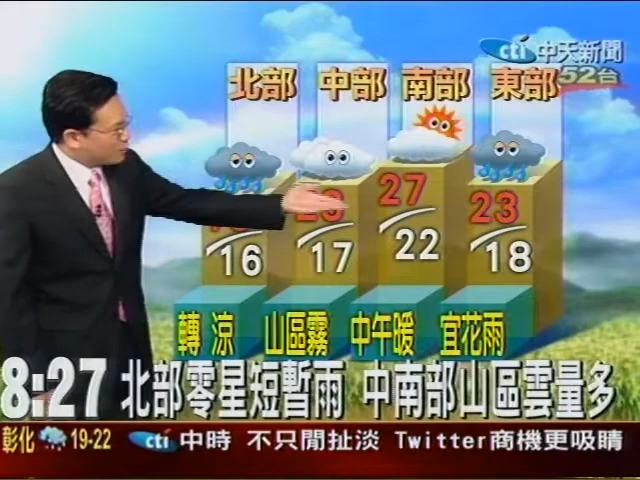 cti 中天新聞
52台
北部 中部 南部 東部
27 23
16 17 22 18
轉涼 山區霧 中午暖 宜花雨
8:27 北部零星短暫雨 中南部山區雲量多
彰化 19-22 cti 中時 不只閒扯淡 Twitter商機更吸睛